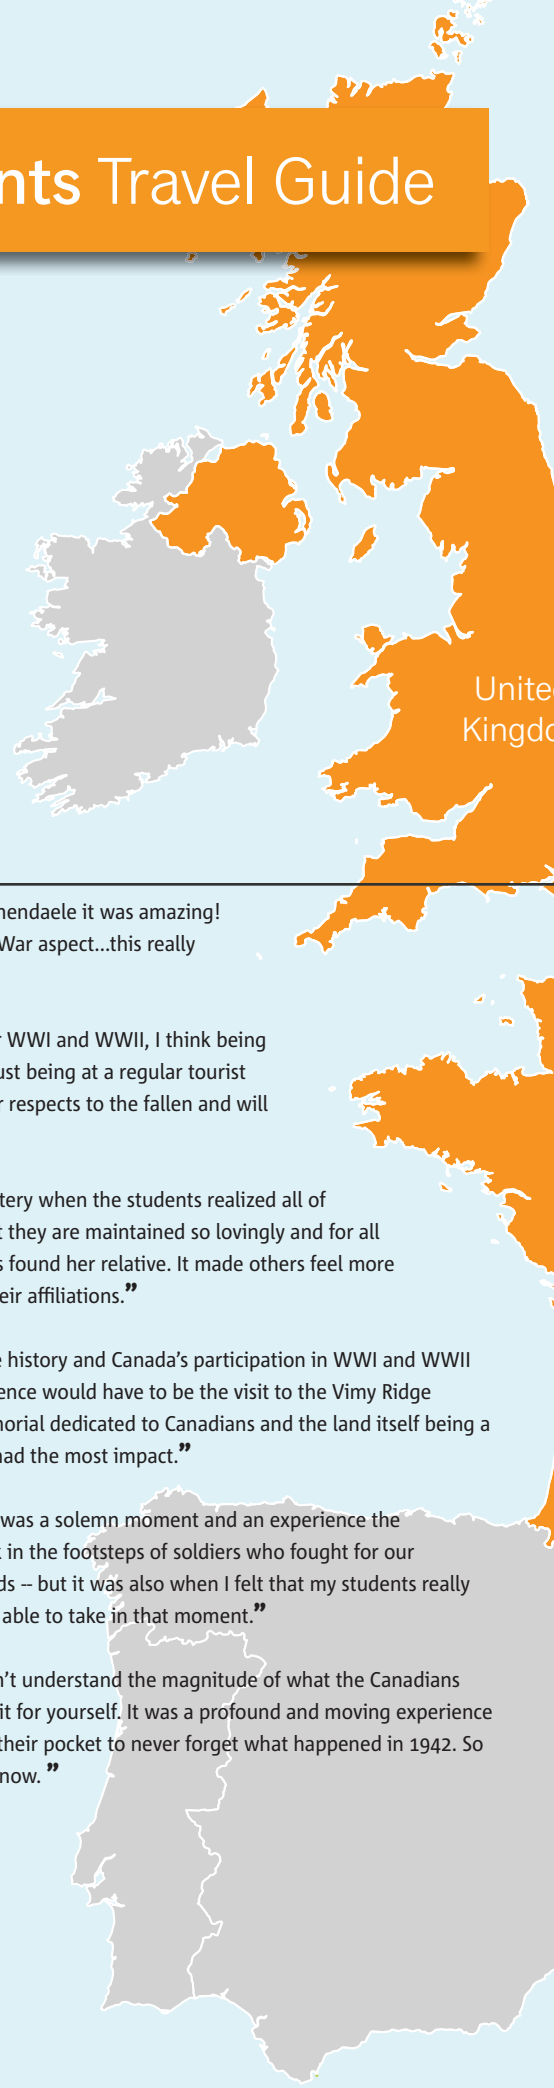 nts Travel Guide
Unite
Kingdo
hendaele it was amazing!
War aspect...this really
r WWI and WWII, I think being
ust being at a regular tourist
r respects to the fallen and will
tery when the students realized all of
t they are maintained so lovingly and for all
s found her relative. It made others feel more
eir affiliations.”
e history and Canada’s participation in WWI and WWII
ence would have to be the visit to the Vimy Ridge
norial dedicated to Canadians and the land itself being a
had the most impact.”
was a solemn moment and an experience the
k in the footsteps of soldiers who fought for our
ds -- but it was also when I felt that my students really
able to take in that moment.”
n’t understand the magnitude of what the Canadians
it for yourself. It was a profound and moving experience
their pocket to never forget what happened in 1942. So
now. ”